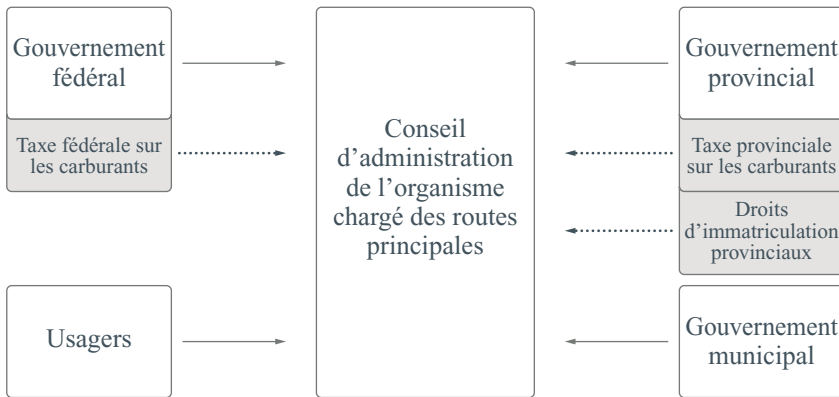 Gouvernement
fédéral
Taxe fédérale sur
les carburants
Usagers
Conseil
d’administration
de l’organisme
chargé des routes
principales
Gouvernement
provincial
Taxe provinciale
sur les carburants
Droits
d’immatriculation
provinciaux
Gouvernement
municipal